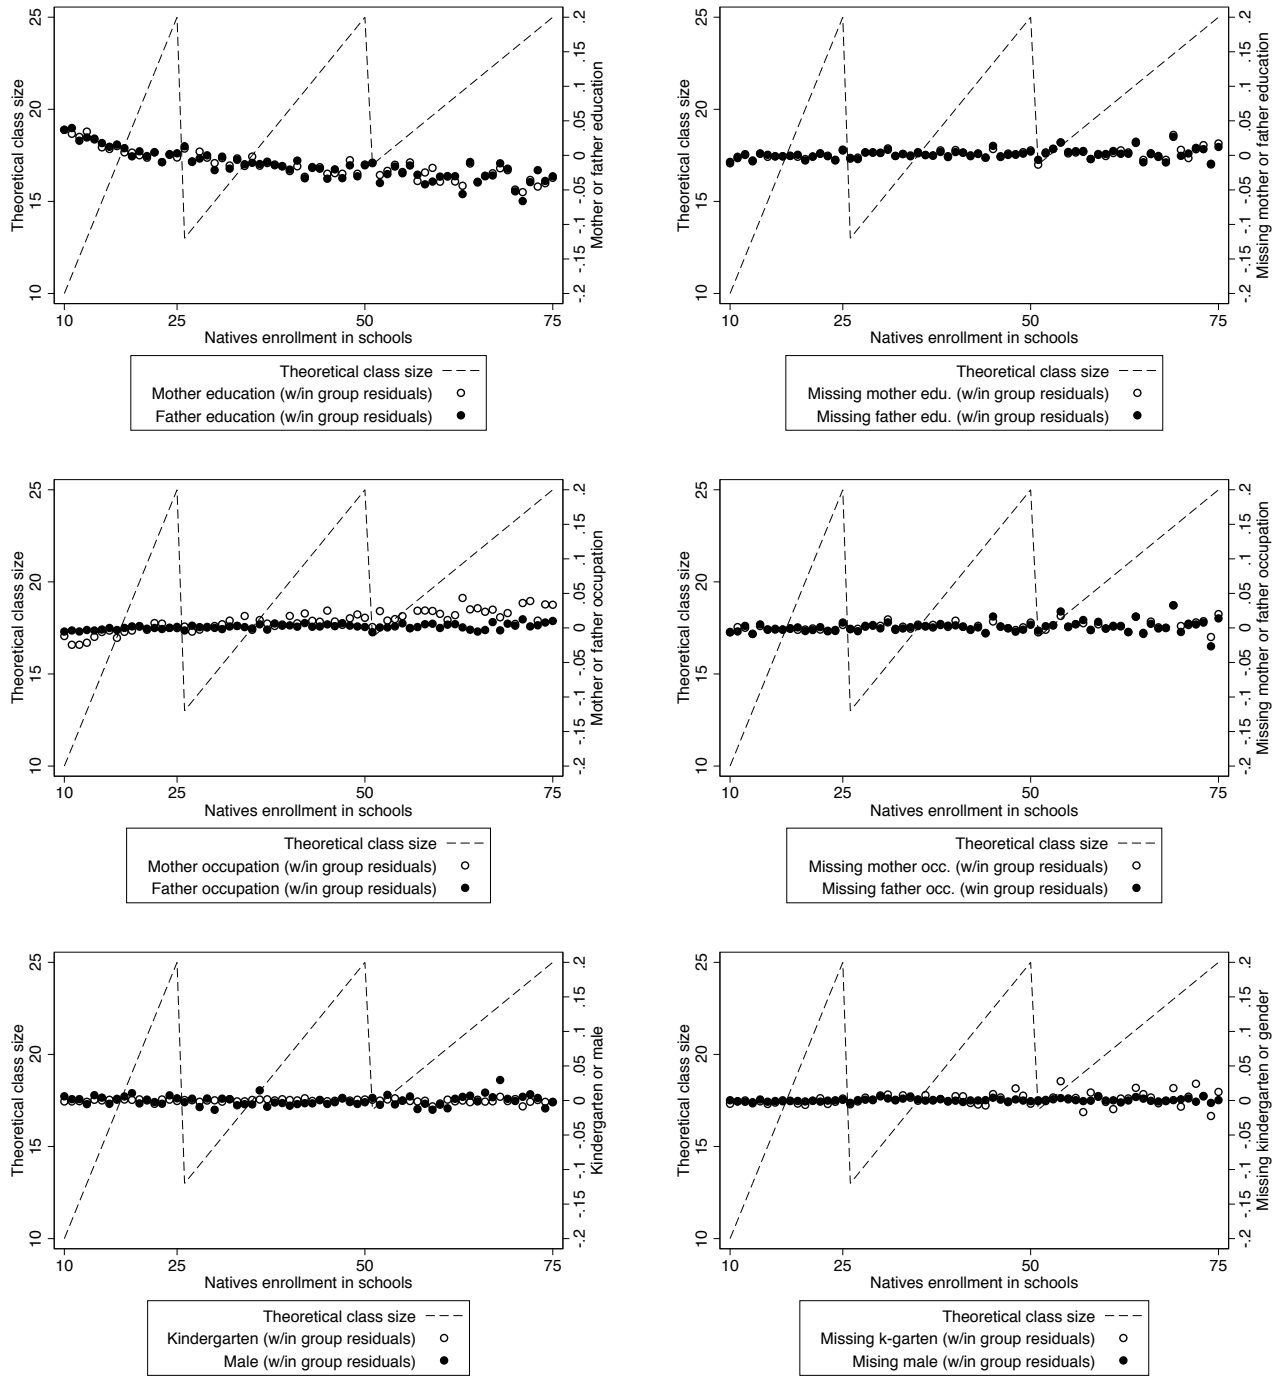 25
20
15
10
Theoretical class size
.2
.15
.1
.05
0
-.05
-.1
-.15
-.2
Mother or father education
10 25 50 75
Natives enrollment in schools
Theoretical class size
Mother education (w/in group residuals)
Father education (w/in group residuals)
25
20
15
10
Theoretical class size
.2
.15
.1
.05
0
-.05
-.1
-.15
-.2
Missing mother or father education
10 25 50 75
Natives enrollment in schools
Theoretical class size
Missing mother edu. (w/in group residuals)
Missing father edu. (w/in group residuals)
25
20
15
10
Theoretical class size
.2
.15
.1
.05
0
-.05
-.1
-.15
-.2
Mother or father occupation
10 25 50 75
Natives enrollment in schools
Theoretical class size
Mother occupation (w/in group residuals)
Father occupation (w/in group residuals)
25
20
15
10
Theoretical class size
.2
.15
.1
.05
0
-.05
-.1
-.15
-.2
Missing mother or father occupation
10 25 50 75
Natives enrollment in schools
Theoretical class size
Missing mother occ. (w/in group residuals)
Missing father occ. (win group residuals)
25
20
15
10
Theoretical class size
.2
.15
.1
.05
0
-.05
-.1
-.15
-.2
Kindergarten or male
10 25 50 75
Natives enrollment in schools
Theoretical class size
Kindergarten (w/in group residuals)
Male (w/in group residuals)
25
20
15
10
Theoretical class size
.2
.15
.1
.05
0
-.05
-.1
-.15
-.2
Missing kindergarten or gender
10 25 50 75
Natives enrollment in schools
Theoretical class size
Missing k-garten (w/in group residuals)
Mising male (w/in group residuals)